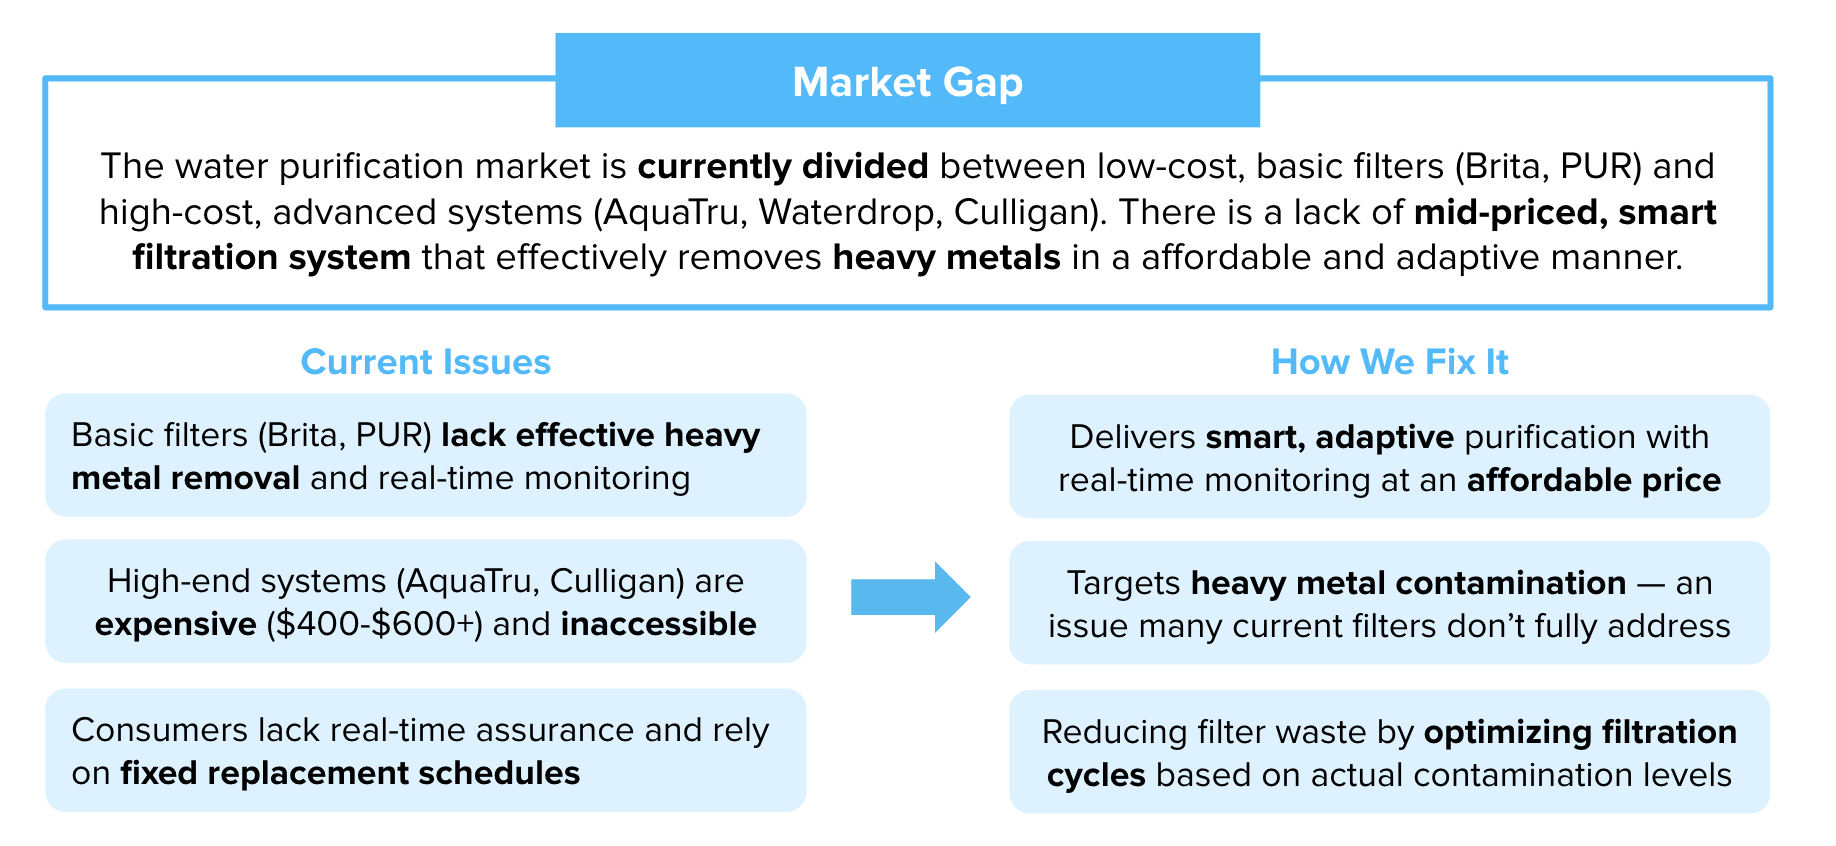 Market Gap
The water purification market is currently divided between low-cost, basic filters (Brita, PUR) and
high-cost, advanced systems (AquaTru, Waterdrop, Culligan). There is a lack of mid-priced, smart
filtration system that effectively removes heavy metals in a affordable and adaptive manner.
Current Issues
Basic filters (Brita, PUR) lack effective heavy
metal removal and real-time monitoring
High-end systems (AquaTru, Culligan) are
expensive ($400-$600+) and inaccessible
Consumers lack real-time assurance and rely
on fixed replacement schedules
How We Fix It
Delivers smart, adaptive purification with
real-time monitoring at an affordable price
Targets heavy metal contamination — an
issue many current filters don’t fully address
Reducing filter waste by optimizing filtration
cycles based on actual contamination levels